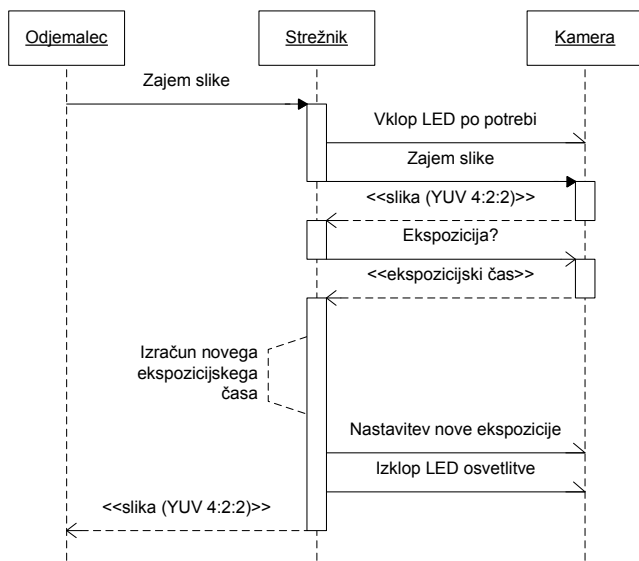 Odjemalec
Strežnik
Kamera
Zajem slike
Vklop LED po potrebi
Zajem slike
<<slika (YUV 4:2:2)>>
Ekspozicija?
<<ekspozicijski čas>>
Izračun novega
ekspozicijskega
časa
Nastavitev nove ekspozicije
Izklop LED osvetlitve
<<slika (YUV 4:2:2)>>